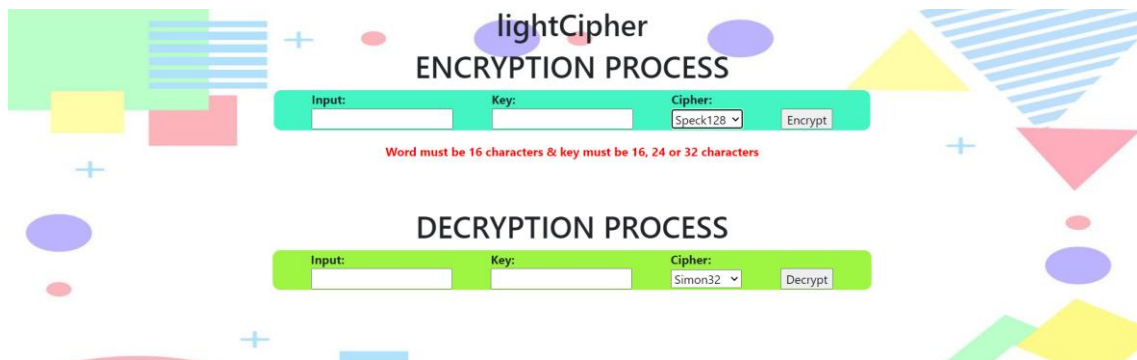 lightCipher
ENCRYPTION PROCESS
Input: Key: Cipher:
Speck128 Encrypt
Word must be 16 characters & key must be 16, 24 or 32 characters
DECRYPTION PROCESS
Input: Key: Cipher:
Simon32 Decrypt